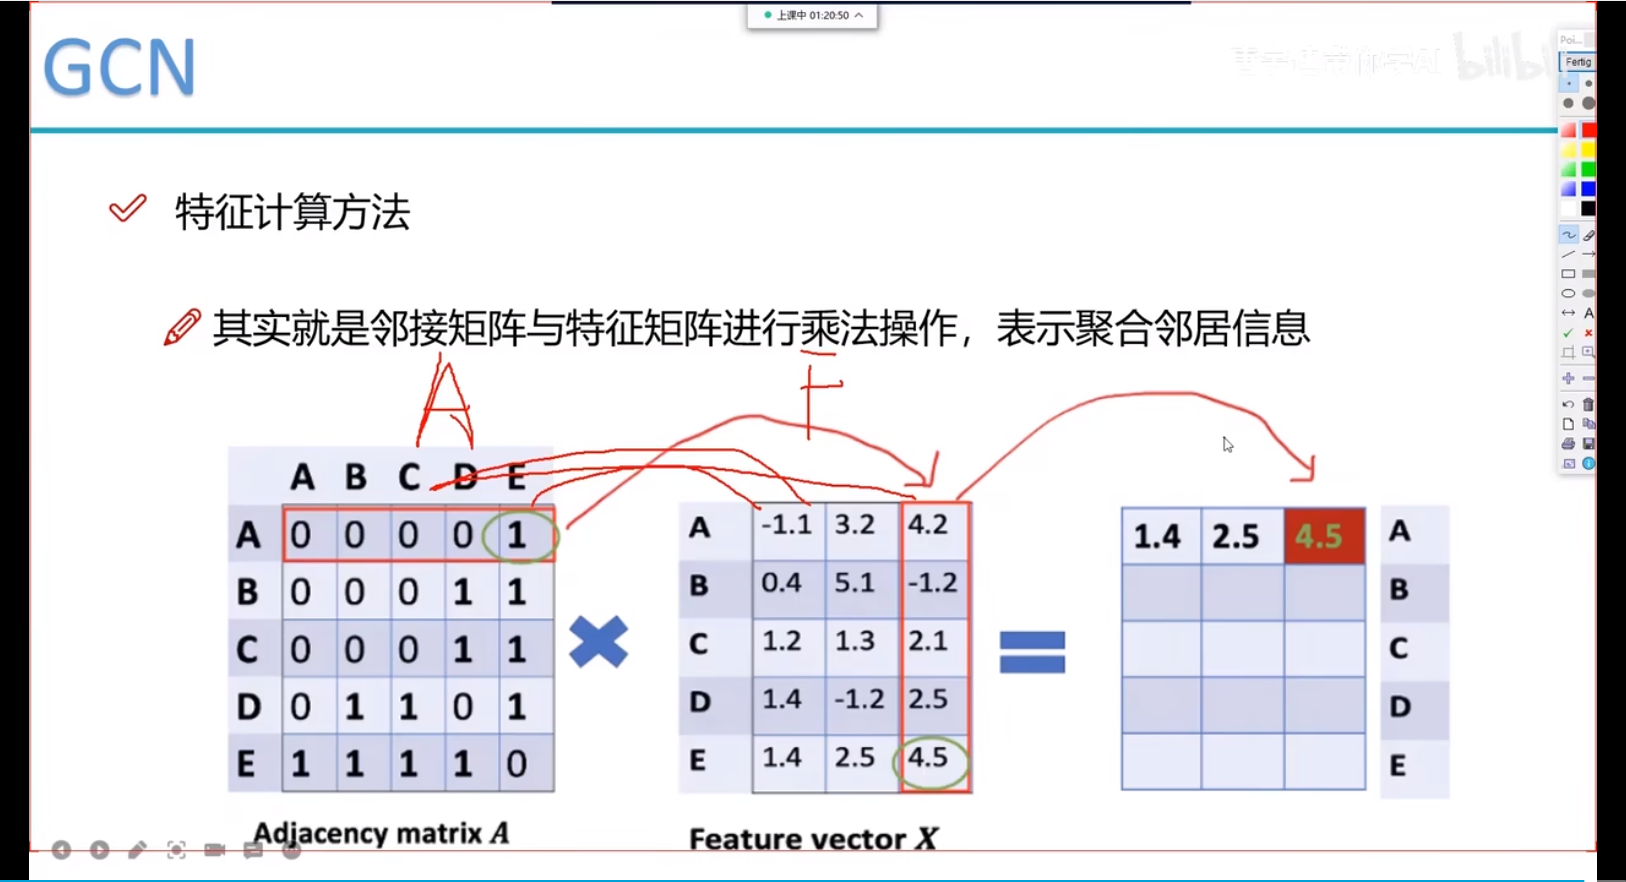 上课中 01:20:50
GCN
bilibili
Poi...
Fertig
特征计算方法
其实就是邻接矩阵与特征矩阵进行乘法操作，表示聚合邻居信息
A
F
A B C D E
A 0 0 0 0 1
B 0 0 0 1 1
C 0 0 0 1 1
D 0 1 1 0 1
E 1 1 1 1 0
Adjacency matrix A
A -1.1 3.2 4.2
B 0.4 5.1 -1.2
C 1.2 1.3 2.1
D 1.4 -1.2 2.5
E 1.4 2.5 4.5
Feature vector X
1.4 2.5 4.5 A
B
C
D
E